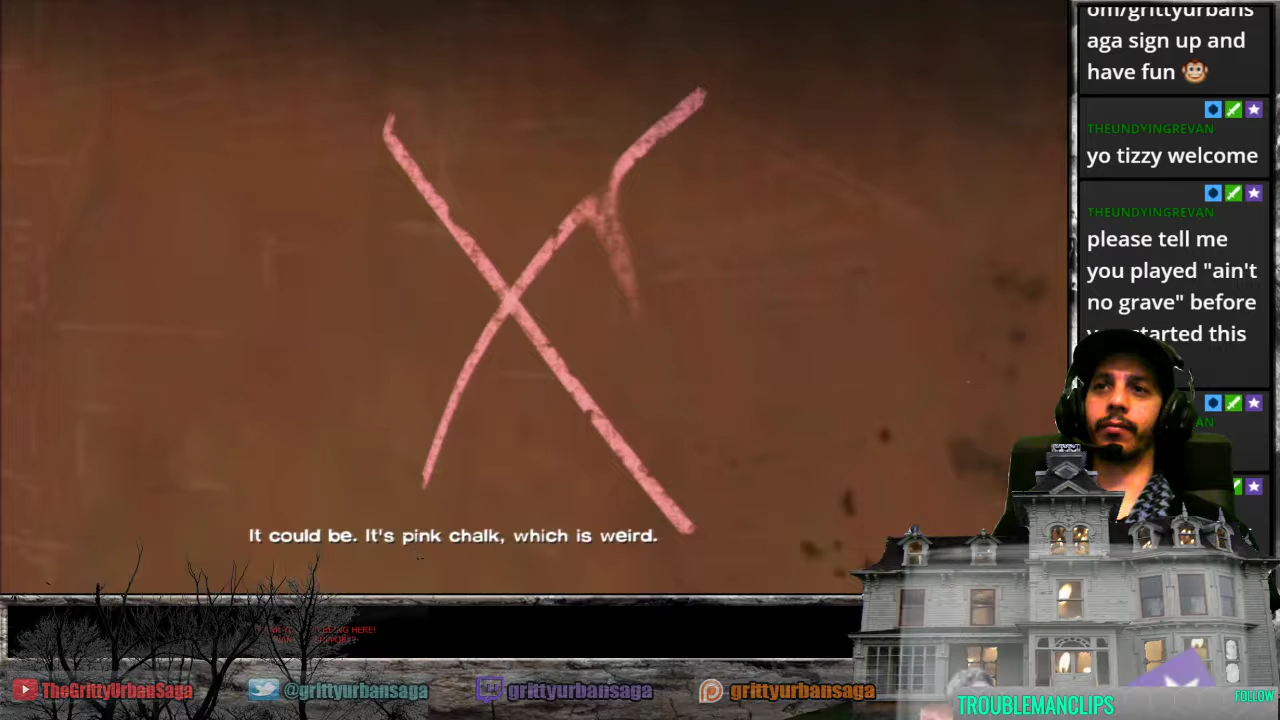 om/grittyurbans
aga sign up and
have fun 🐵
THEUNDYINGREVAN
yo tizzy welcome
THEUNDYINGREVAN
please tell me
you played "ain't
no grave" before
started this
AN
It could be. It's pink chalk, which is weird.
HERE!
TheGrittyUrbanSaga
@grittyurbansaga
grittyurbansaga
grittyurbansaga
TROUBLEMANCLIPS
FOLLOW